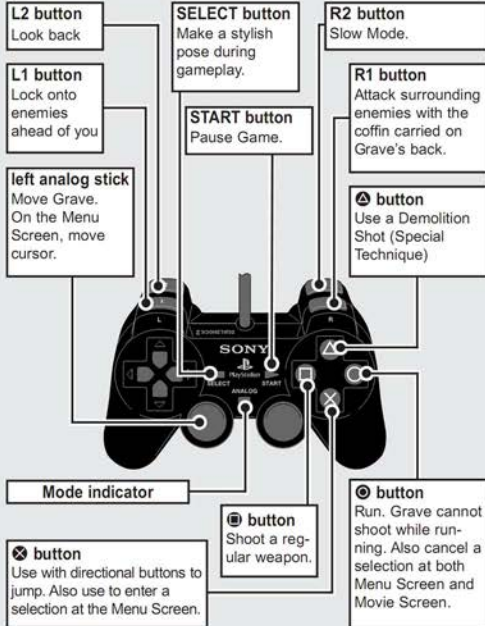 L2 button
Look back
SELECT button
Make a stylish
pose during
gameplay.
R2 button
Slow Mode.
L1 button
Lock onto
enemies
ahead of you
START button
Pause Game.
R1 button
Attack surrounding
enemies with the
coffin carried on
Grave's back.
left analog stick
Move Grave.
On the Menu
Screen, move
cursor.
button
Use a Demolition
Shot (Special
Technique)
L
R
SONY
PlayStation
SELECT
START
ANALOG
Mode indicator
button
Shoot a reg-
ular weapon.
button
Run. Grave cannot
shoot while run-
ning. Also cancel a
selection at both
Menu Screen and
Movie Screen.
button
Use with directional buttons to
jump. Also use to enter a
selection at the Menu Screen.